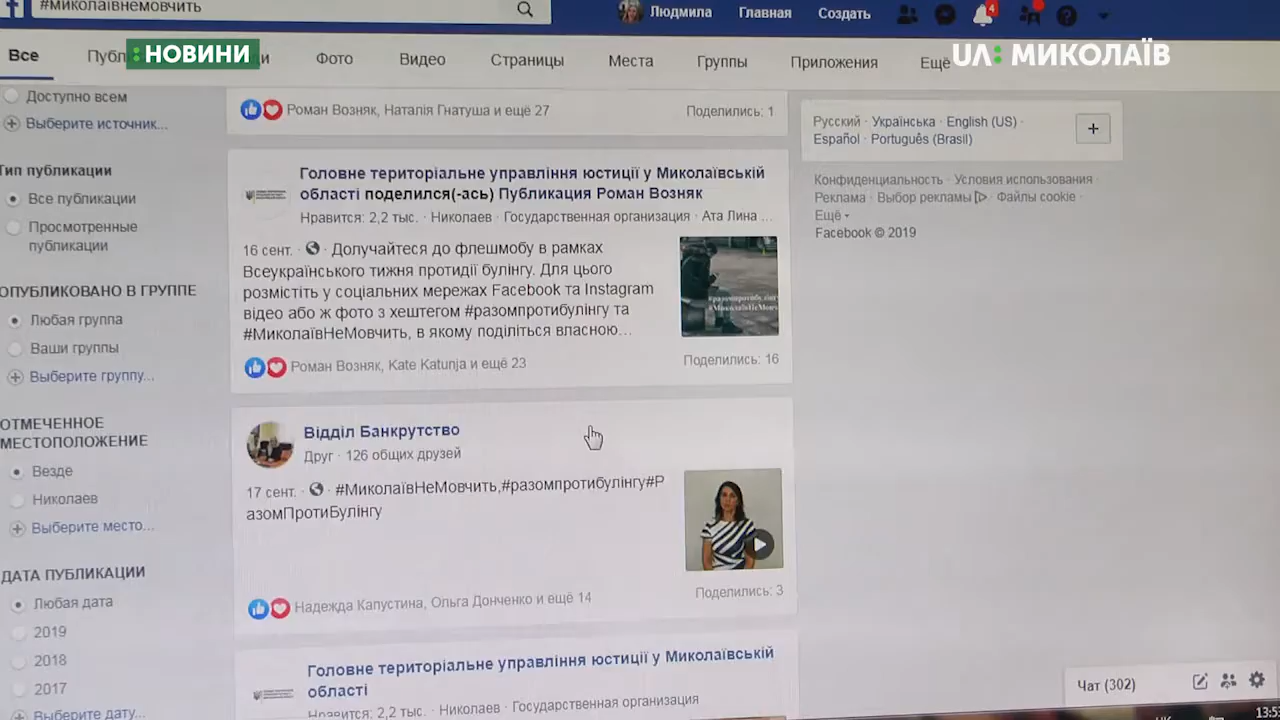 #миколаївнемовчить
Людмила
Главная
Создать
4
Все
НОВИНИ
Фото
Видео
Страницы
Места
Группы
Приложения
Ещё
UA: МИКОЛАЇВ
Доступно всем
Выберите источник...
Тип публикации
Все публикации
Просмотренные
публикации
ОПУБЛИКОВАНО В ГРУППЕ
Любая группа
Ваши группы
Выберите группу...
ОТМЕЧЕННОЕ
МЕСТОПОЛОЖЕНИЕ
Везде
Николаев
Выберите место...
ДАТА ПУБЛИКАЦИИ
Любая дата
2019
2018
2017
Выберите дату...
Роман Возняк, Наталія Гнатуша и ещё 27
Поделились: 1
Головне територіальне управління юстиції у Миколаївській
області поделился(-ась) Публикация Роман Возняк
Нравится: 2,2 тыс. · Николаев · Государственная организация · Ата Лина ...
16 сент. · Долучайтеся до флешмобу в рамках
Всеукраїнського тижня протидії булінгу. Для цього
розмістіть у соціальних мережах Facebook та Instagram
відео або ж фото з хештегом #разомпротибулінгу та
#МиколаївНеМовчить, в якому поділіться власною...
Роман Возняк, Kate Katunja и ещё 23
Поделились: 16
Відділ Банкрутство
Друг · 126 общих друзей
17 сент. · #МиколаївНеМовчить,#разомпротибулінгу#Р
азомПротиБулінгу
Надежда Капустина, Ольга Донченко и ещё 14
Поделились: 3
Головне територіальне управління юстиції у Миколаївській
області
Нравится: 2,2 тыс. · Николаев · Государственная организация
Русский · Українська · English (US) ·
Español · Português (Brasil)
Конфиденциальность · Условия использования ·
Реклама · Выбор рекламы · Файлы cookie ·
Ещё
Facebook © 2019
Чат (302)